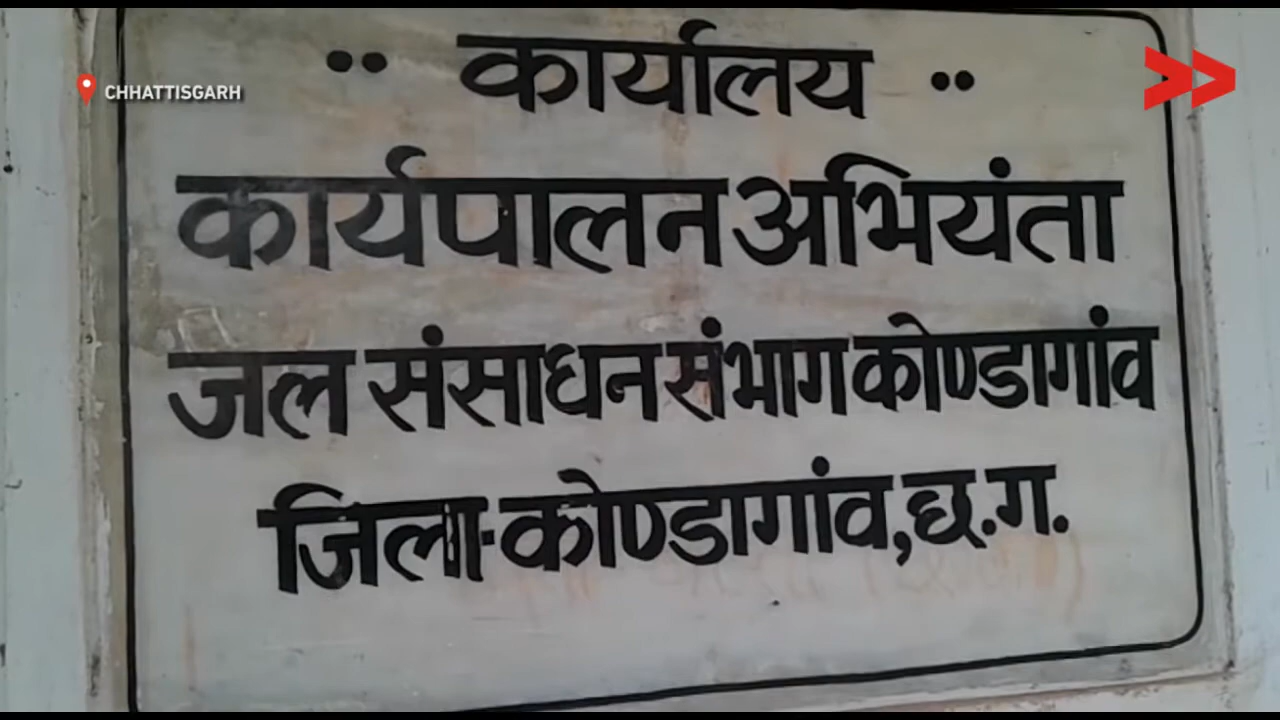 .. कार्यालय ..
CHHATTISGARH
कार्यपालन अभियंता
जल संसाधन संभाग कोण्डागांव
जिला-कोण्डागांव,छ.ग.